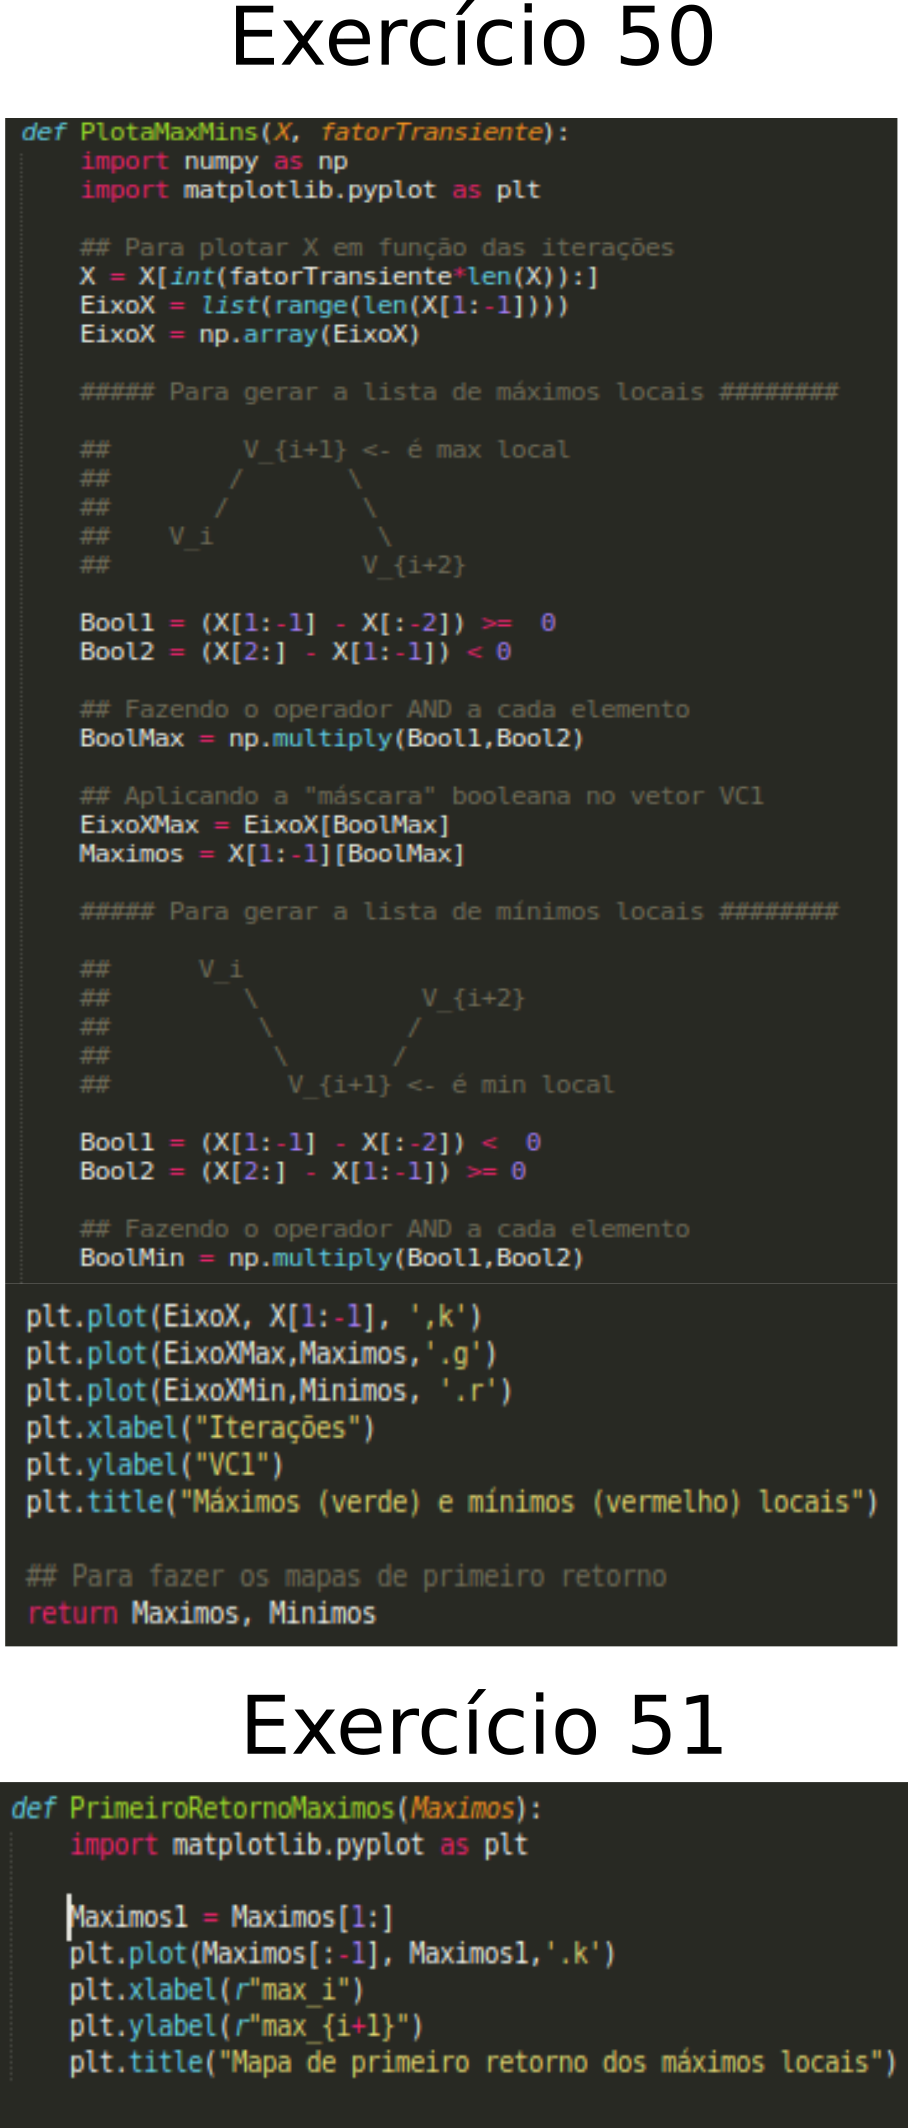 Exercício 50
def PlotaMaxMins(X, fatorTransiente):
    import numpy as np
    import matplotlib.pyplot as plt

    ## Para plotar X em função das iterações
    X = X[int(fatorTransiente*len(X)):]
    EixoX = list(range(len(X[1:-1])))
    EixoX = np.array(EixoX)

    ##### Para gerar a lista de máximos locais ########

    ##         V_{i+1} <- é max local
    ##        /       \
    ##       /         \
    ##    V_i           \
    ##                 V_{i+2}

    Bool1 = (X[1:-1] - X[:-2]) >=  0
    Bool2 = (X[2:] - X[1:-1]) < 0

    ## Fazendo o operador AND a cada elemento
    BoolMax = np.multiply(Bool1,Bool2)

    ## Aplicando a "máscara" booleana no vetor VC1
    EixoXMax = EixoX[BoolMax]
    Maximos = X[1:-1][BoolMax]

    ##### Para gerar a lista de mínimos locais ########

    ##      V_i
    ##         \           V_{i+2}
    ##          \         /
    ##           \       /
    ##            V_{i+1} <- é min local

    Bool1 = (X[1:-1] - X[:-2]) <  0
    Bool2 = (X[2:] - X[1:-1]) >= 0

    ## Fazendo o operador AND a cada elemento
    BoolMin = np.multiply(Bool1,Bool2)
plt.plot(EixoX, X[1:-1], ',k')
plt.plot(EixoXMax,Maximos,'.g')
plt.plot(EixoXMin,Minimos, '.r')
plt.xlabel("Iterações")
plt.ylabel("VC1")
plt.title("Máximos (verde) e mínimos (vermelho) locais")

## Para fazer os mapas de primeiro retorno
return Maximos, Minimos
Exercício 51
def PrimeiroRetornoMaximos(Maximos):
    import matplotlib.pyplot as plt

    Maximos1 = Maximos[1:]
    plt.plot(Maximos[:-1], Maximos1,'.k')
    plt.xlabel(r"max_i")
    plt.ylabel(r"max_{i+1}")
    plt.title("Mapa de primeiro retorno dos máximos locais")